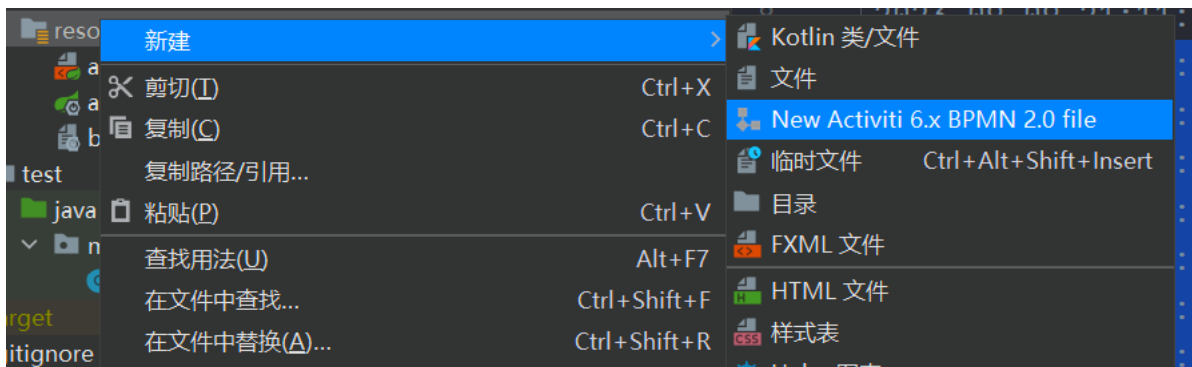 reso
a
a
b
test
java
m
rget
itignore
新建
剪切(T) Ctrl+X
复制(C) Ctrl+C
复制路径/引用...
粘贴(P) Ctrl+V
查找用法(U) Alt+F7
在文件中查找... Ctrl+Shift+F
在文件中替换(A)... Ctrl+Shift+R
Kotlin 类/文件
文件
New Activiti 6.x BPMN 2.0 file
临时文件 Ctrl+Alt+Shift+Insert
目录
FXML 文件
HTML 文件
样式表